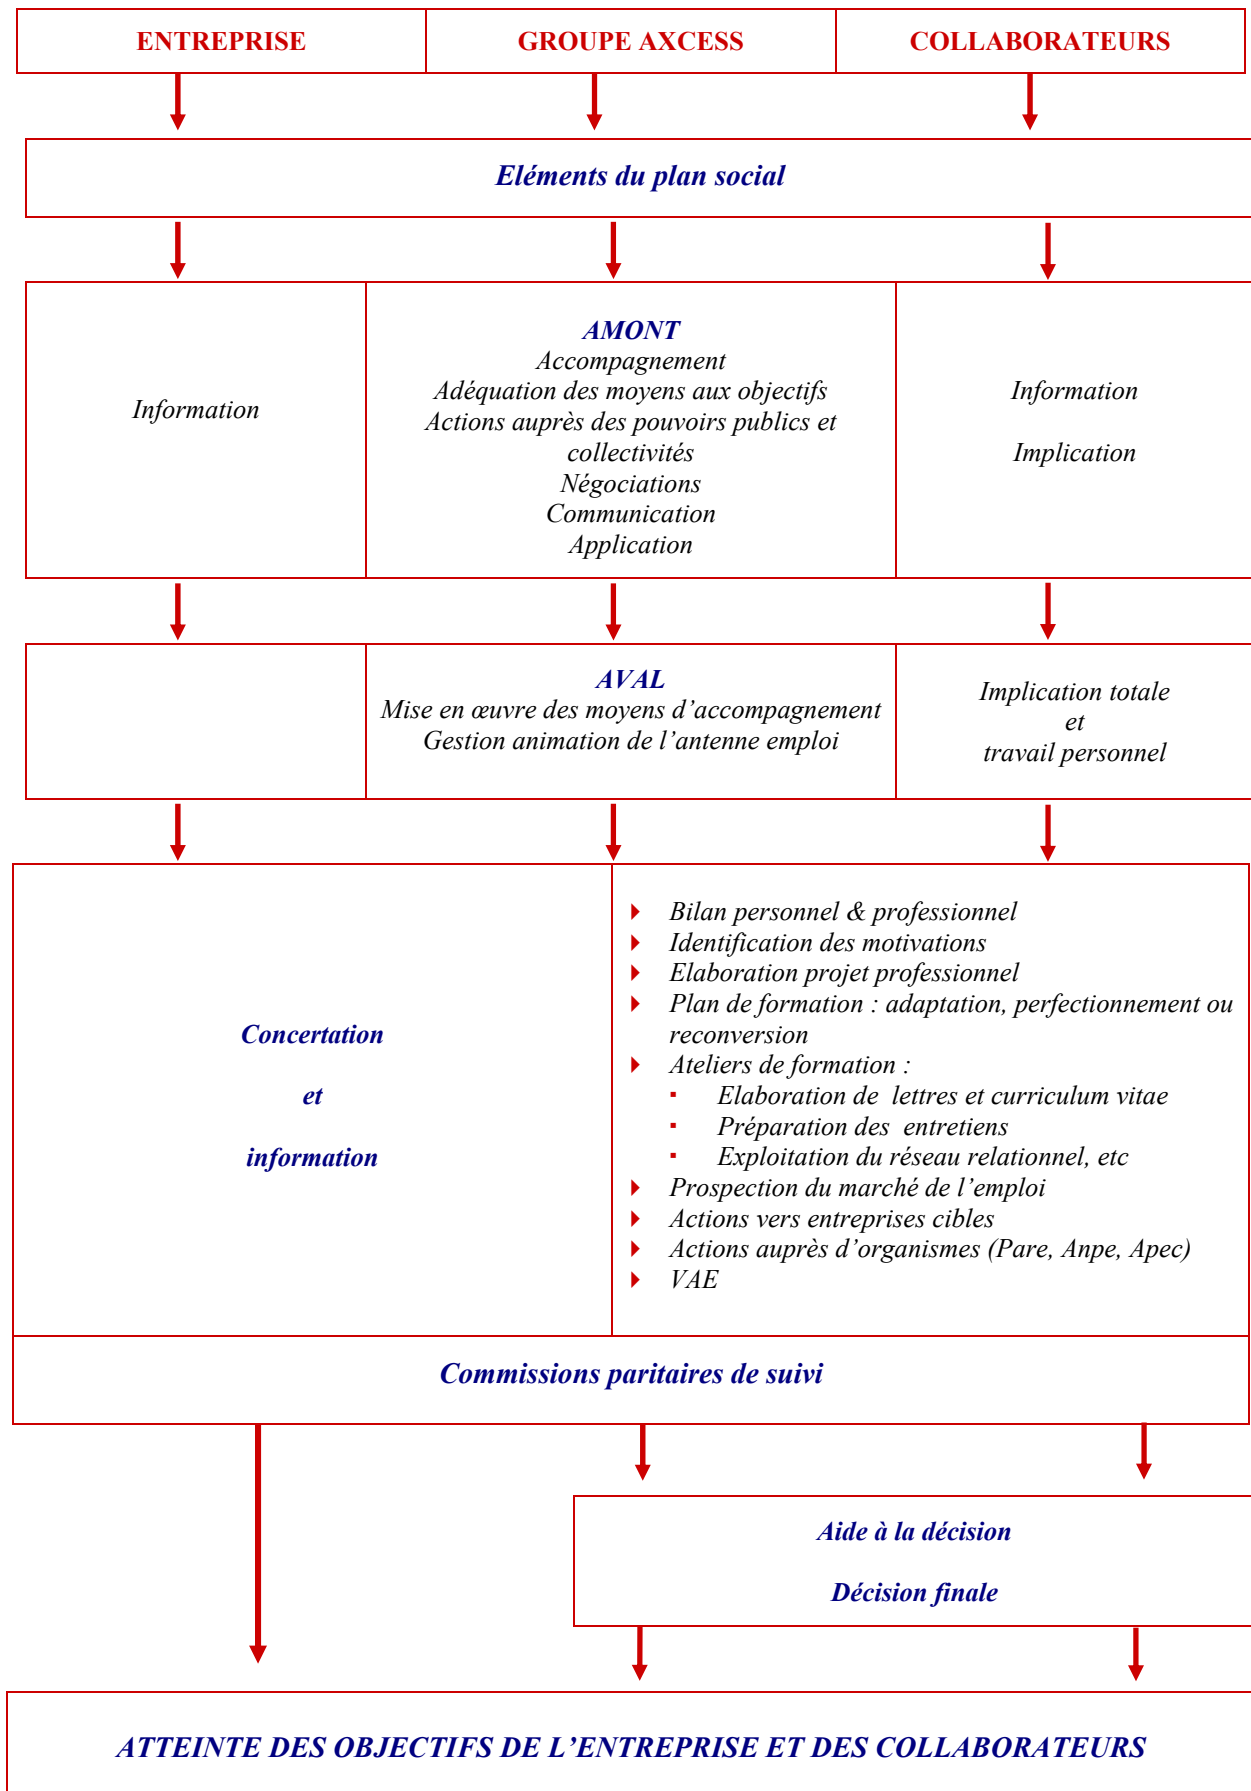 ENTREPRISE
GROUPE AXCESS
COLLABORATEURS
Eléments du plan social
Information
AMONT
Accompagnement
Adéquation des moyens aux objectifs
Actions auprès des pouvoirs publics et
collectivités
Négociations
Communication
Application
Information
Implication
AVAL
Mise en œuvre des moyens d’accompagnement
Gestion animation de l’antenne emploi
Implication totale
et
travail personnel
Concertation
et
information
Bilan personnel & professionnel
Identification des motivations
Elaboration projet professionnel
Plan de formation : adaptation, perfectionnement ou
reconversion
Ateliers de formation :
Elaboration de lettres et curriculum vitae
Préparation des entretiens
Exploitation du réseau relationnel, etc
Prospection du marché de l’emploi
Actions vers entreprises cibles
Actions auprès d’organismes (Pare, Anpe, Apec)
VAE
Commissions paritaires de suivi
Aide à la décision
Décision finale
ATTEINTE DES OBJECTIFS DE L’ENTREPRISE ET DES COLLABORATEURS